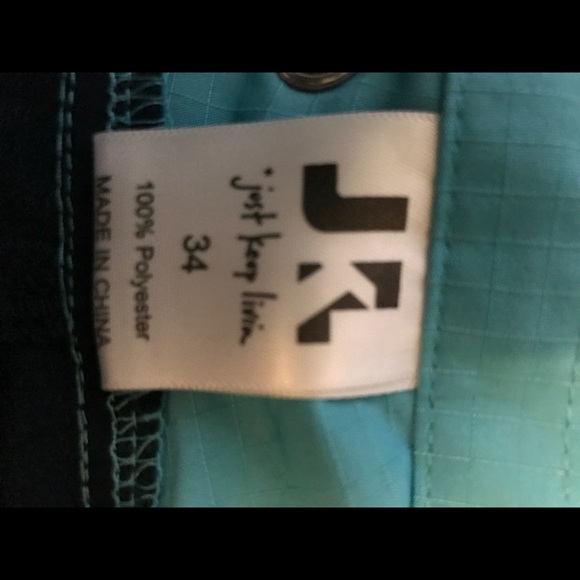 JK
• just keep livin
34
100% Polyester
MADE IN CHINA